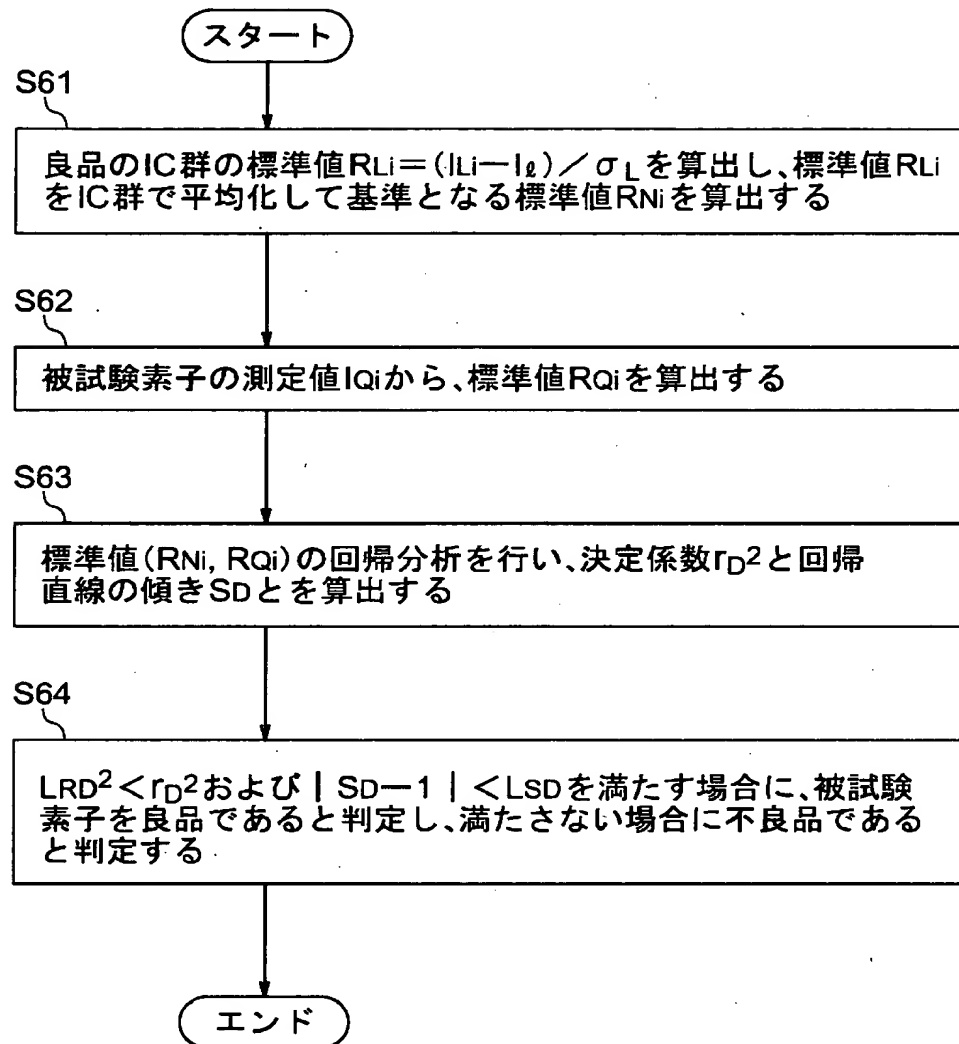 スタート
S61
良品のIC群の標準値RLi＝(ILi－Iℓ)／σLを算出し、標準値RLi
をIC群で平均化して基準となる標準値RNiを算出する
S62
被試験素子の測定値IQiから、標準値RQiを算出する
S63
標準値(RNi, RQi)の回帰分析を行い、決定係数rD²と回帰
直線の傾きSDとを算出する
S64
LRD²＜rD²および｜SD－1｜＜LSDを満たす場合に、被試験
素子を良品であると判定し、満たさない場合に不良品である
と判定する
エンド